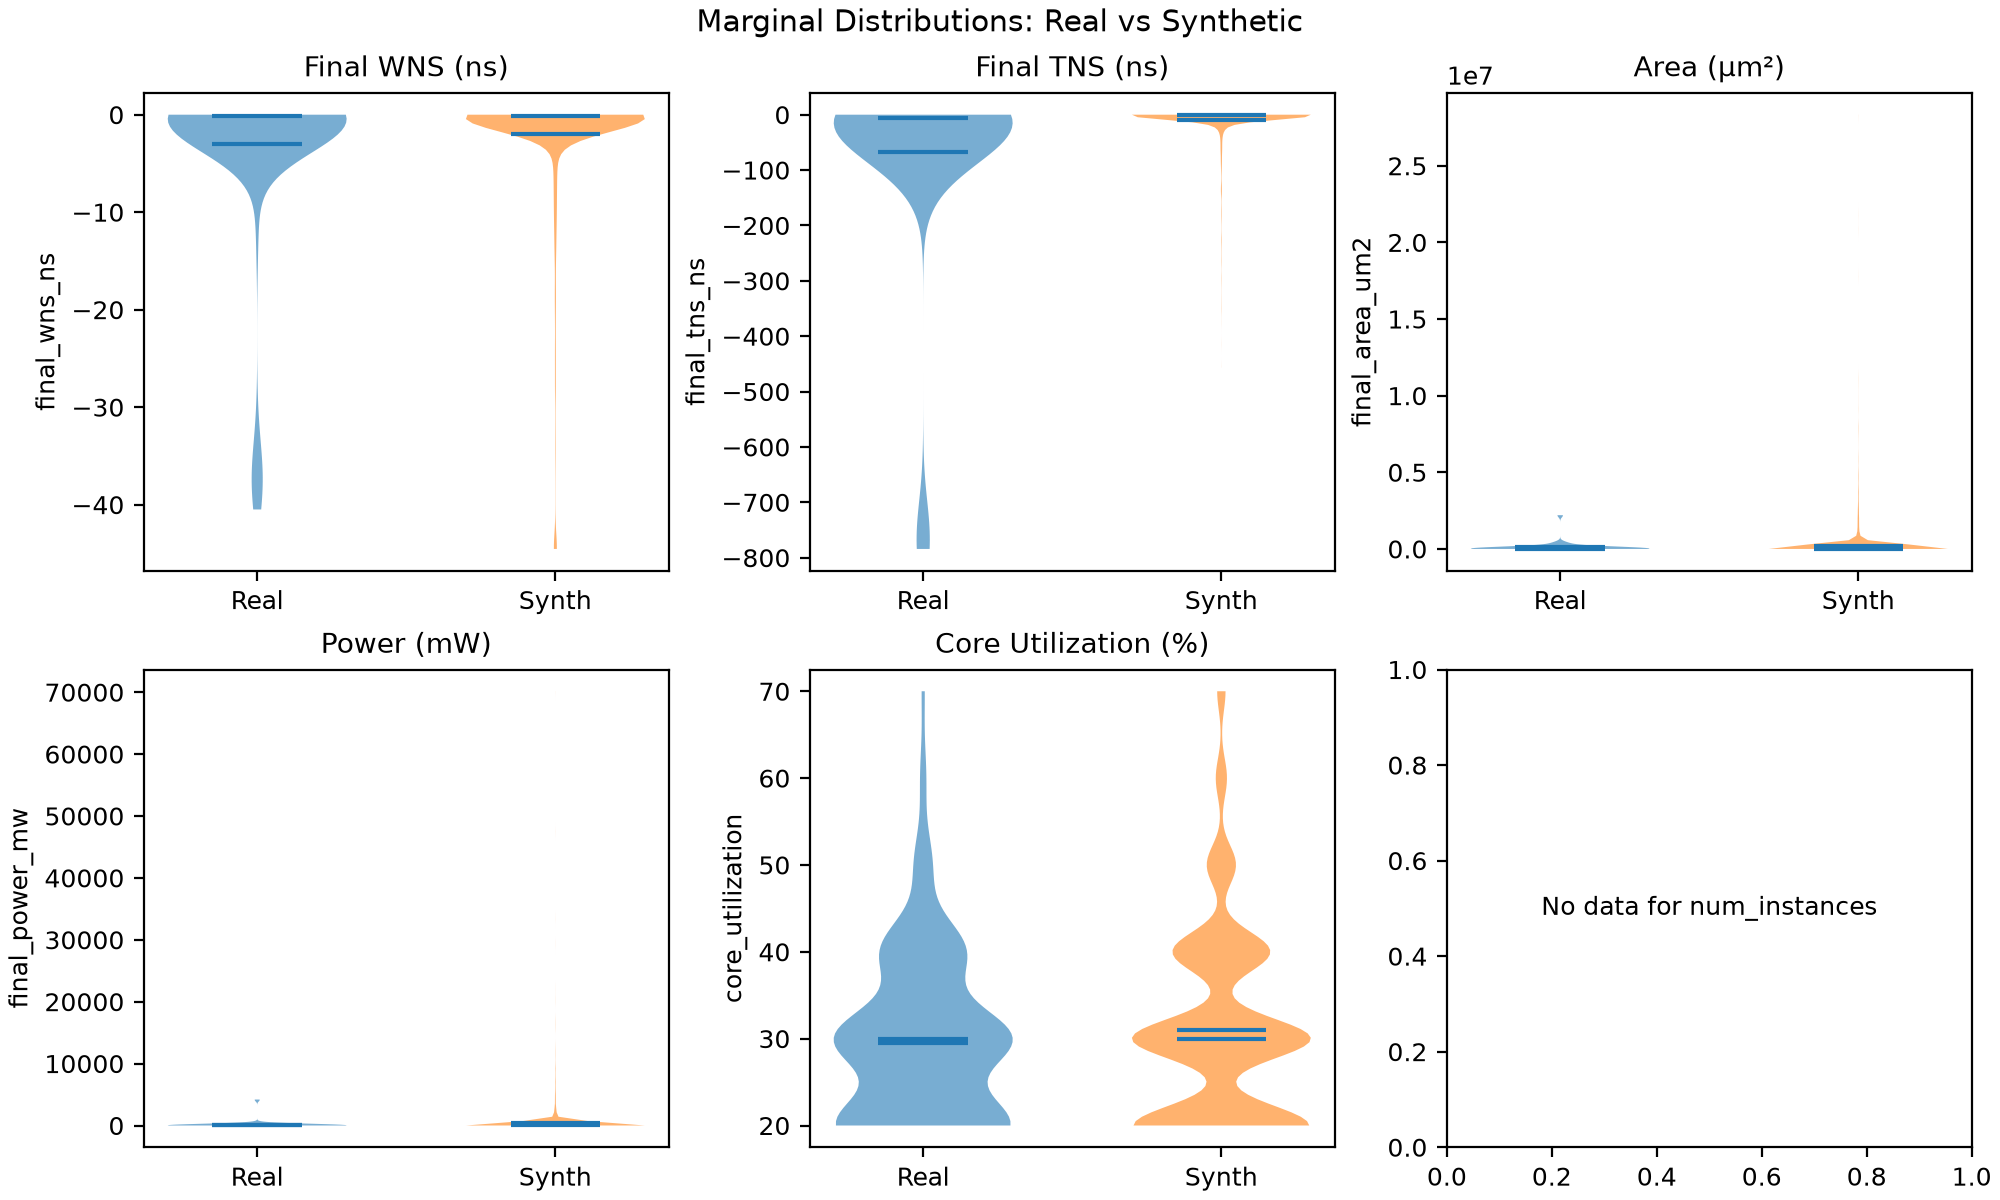 Marginal Distributions: Real vs Synthetic
Final WNS (ns)
final_wns_ns
0
−10
−20
−30
−40
Real
Synth
Final TNS (ns)
final_tns_ns
0
−100
−200
−300
−400
−500
−600
−700
−800
Real
Synth
Area (μm²)
1e7
final_area_um2
2.5
2.0
1.5
1.0
0.5
0.0
Real
Synth
Power (mW)
final_power_mw
70000
60000
50000
40000
30000
20000
10000
0
Real
Synth
Core Utilization (%)
core_utilization
70
60
50
40
30
20
Real
Synth
1.0
0.8
0.6
0.4
0.2
0.0
No data for num_instances
0.0
0.2
0.4
0.6
0.8
1.0